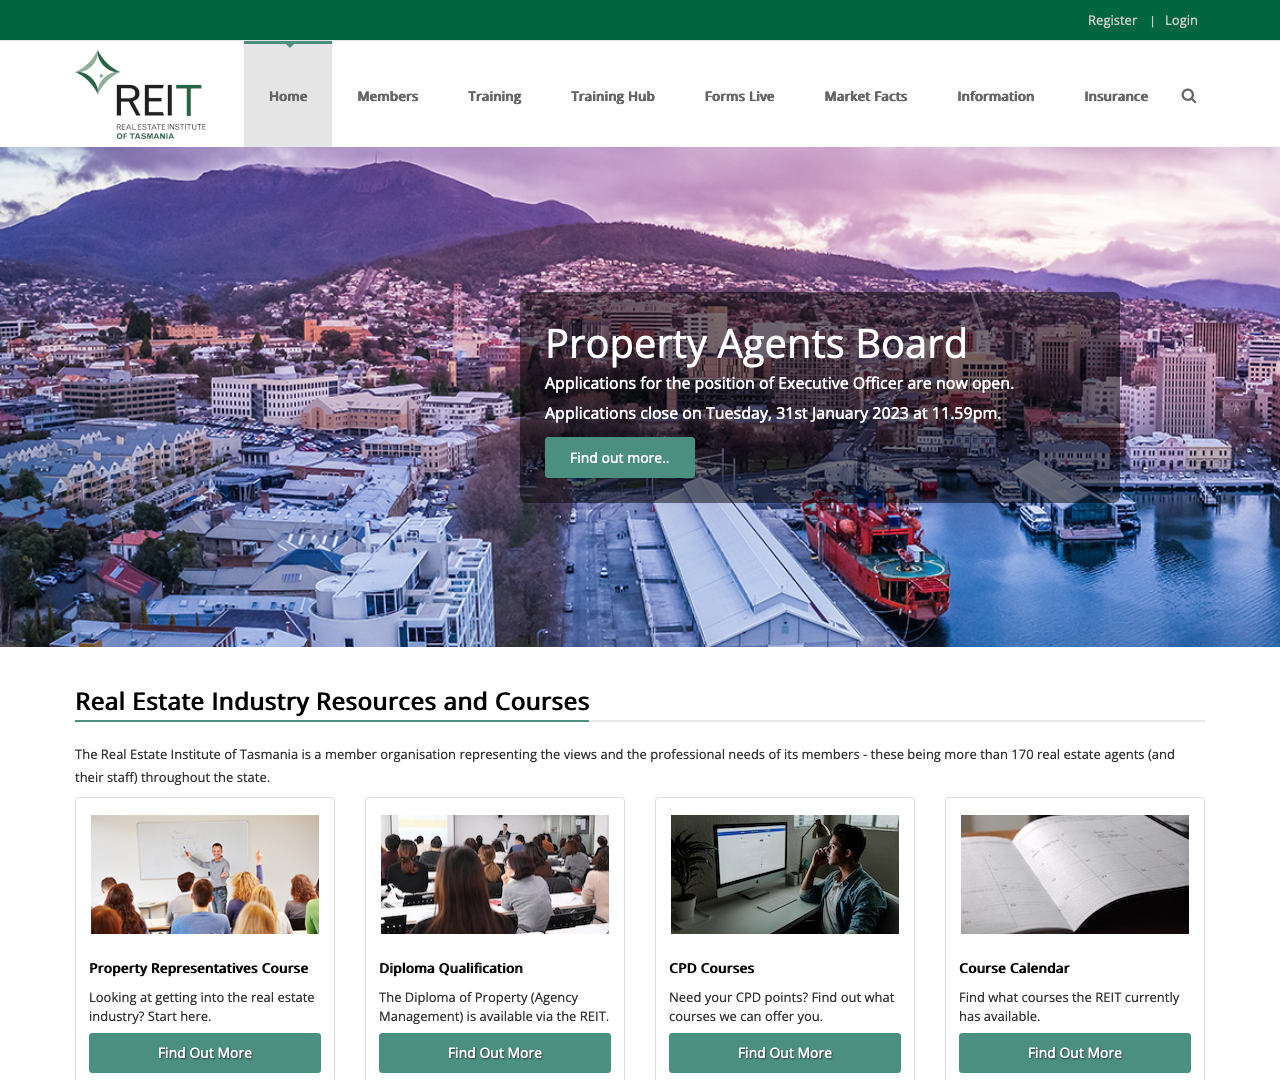 Register | Login
REIT
REAL ESTATE INSTITUTE
OF TASMANIA
Home Members Training Training Hub Forms Live Market Facts Information Insurance
Property Agents Board
Applications for the position of Executive Officer are now open.
Applications close on Tuesday, 31st January 2023 at 11.59pm.
Find out more..
Real Estate Industry Resources and Courses
The Real Estate Institute of Tasmania is a member organisation representing the views and the professional needs of its members - these being more than 170 real estate agents (and
their staff) throughout the state.
Property Representatives Course
Looking at getting into the real estate
industry? Start here.
Find Out More
Diploma Qualification
The Diploma of Property (Agency
Management) is available via the REIT.
Find Out More
CPD Courses
Need your CPD points? Find out what
courses we can offer you.
Find Out More
Course Calendar
Find what courses the REIT currently
has available.
Find Out More